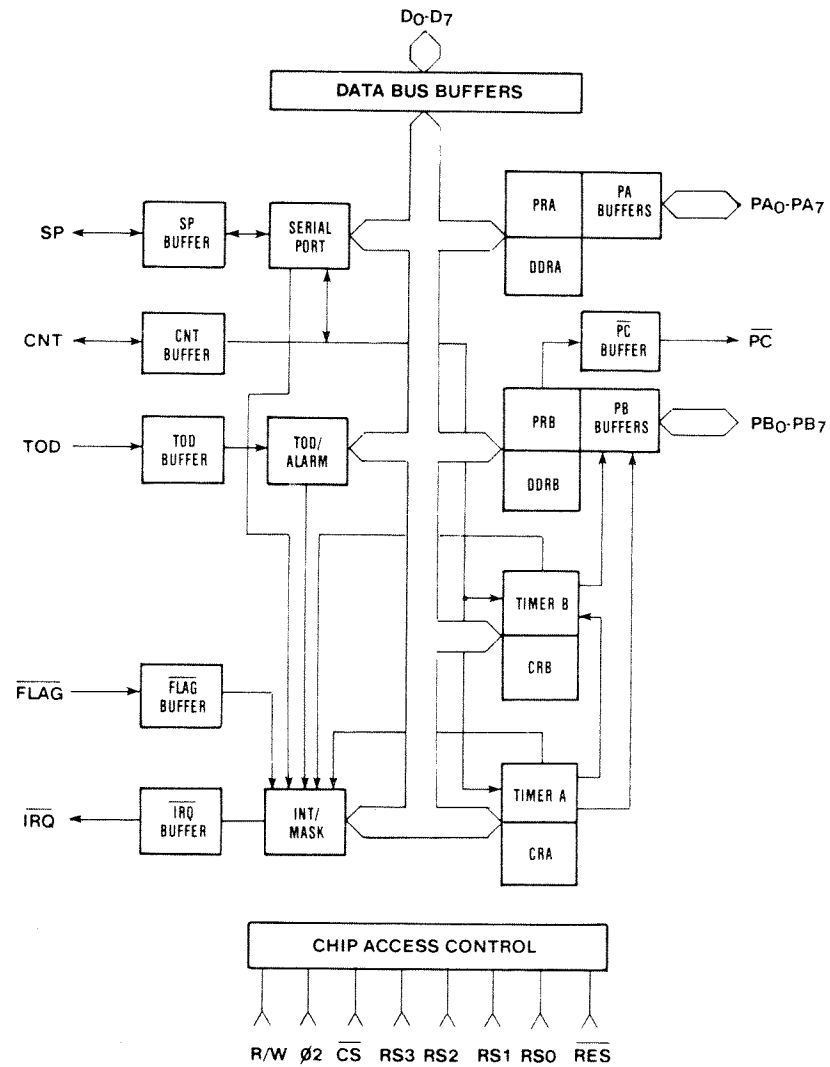 D0-D7
DATA BUS BUFFERS
SP
SP
BUFFER
SERIAL
PORT
PRA
PA
BUFFERS
PA0-PA7
DDRA
CNT
CNT
BUFFER
PC
BUFFER
PC
TOD
TOD
BUFFER
TOD/
ALARM
PRB
PB
BUFFERS
PB0-PB7
DDRB
TIMER B
CRB
FLAG
FLAG
BUFFER
IRQ
IRQ
BUFFER
INT/
MASK
TIMER A
CRA
CHIP ACCESS CONTROL
R/W Ø2 CS RS3 RS2 RS1 RS0 RES